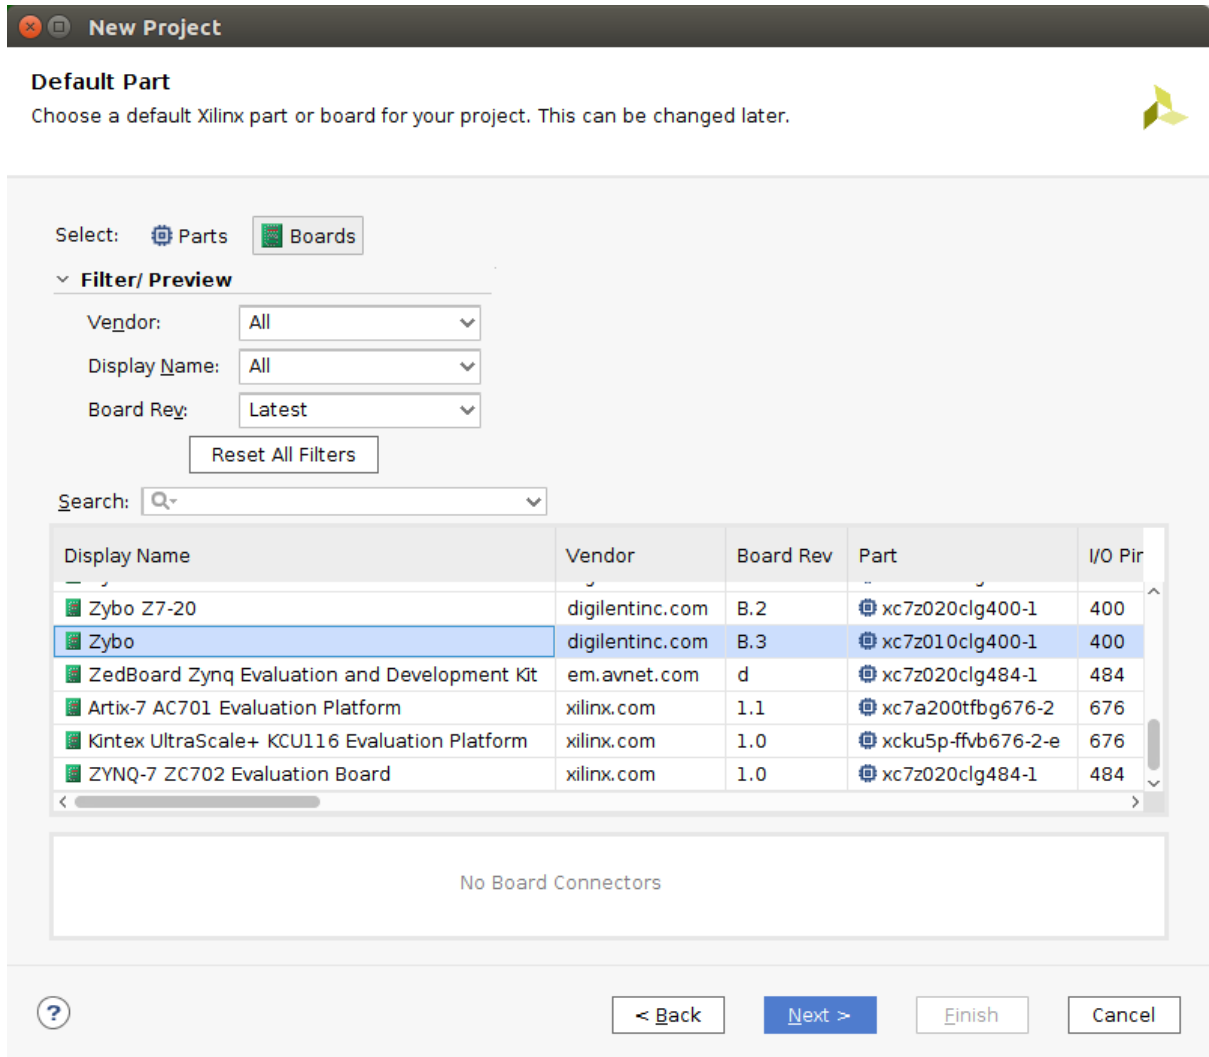 New Project
Default Part
Choose a default Xilinx part or board for your project. This can be changed later.
Select: Parts Boards
Filter/ Preview
Vendor: All
Display Name: All
Board Rev: Latest
Reset All Filters
Search:
Display Name Vendor Board Rev Part I/O Pin
Zybo Z7-20 digilentinc.com B.2 xc7z020clg400-1 400
Zybo digilentinc.com B.3 xc7z010clg400-1 400
ZedBoard Zynq Evaluation and Development Kit em.avnet.com d xc7z020clg484-1 484
Artix-7 AC701 Evaluation Platform xilinx.com 1.1 xc7a200tfbg676-2 676
Kintex UltraScale+ KCU116 Evaluation Platform xilinx.com 1.0 xcku5p-ffvb676-2-e 676
ZYNQ-7 ZC702 Evaluation Board xilinx.com 1.0 xc7z020clg484-1 484
No Board Connectors
?
< Back Next > Finish Cancel